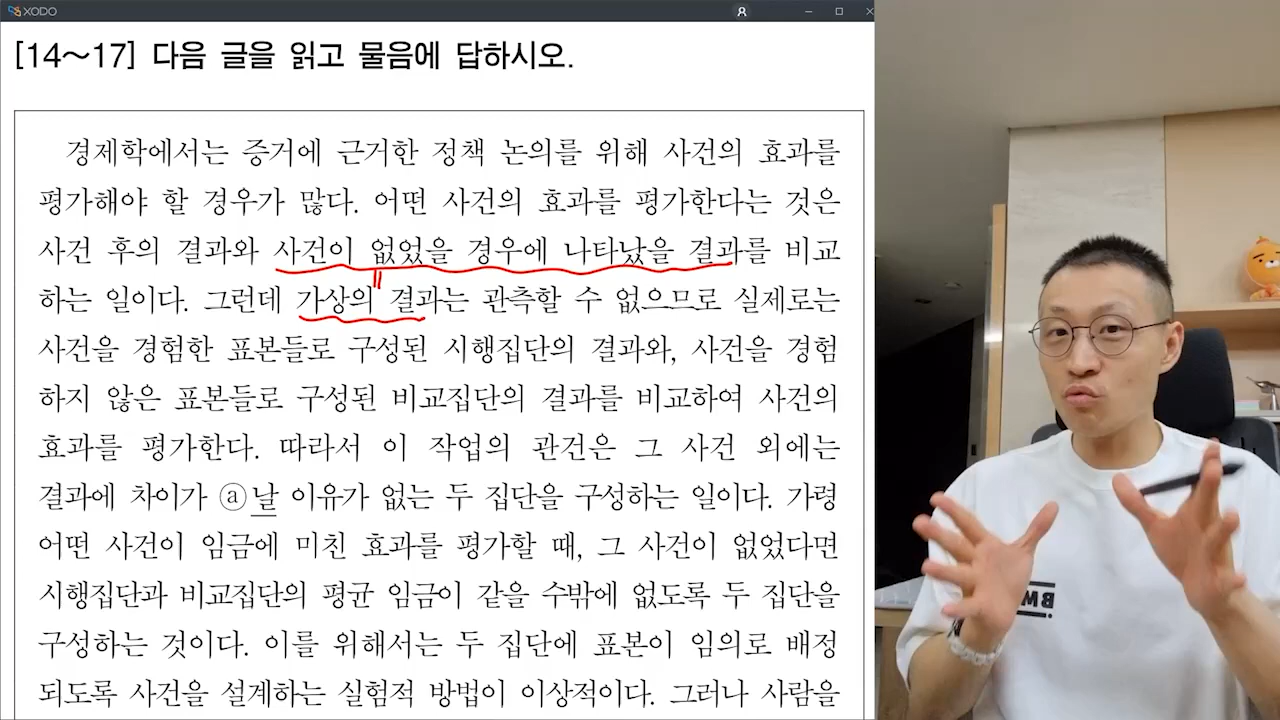 XODO
[14～17] 다음 글을 읽고 물음에 답하시오.
경제학에서는 증거에 근거한 정책 논의를 위해 사건의 효과를
평가해야 할 경우가 많다. 어떤 사건의 효과를 평가한다는 것은
사건 후의 결과와 사건이 없었을 경우에 나타났을 결과를 비교
하는 일이다. 그런데 가상의 결과는 관측할 수 없으므로 실제로는
사건을 경험한 표본들로 구성된 시행집단의 결과와, 사건을 경험
하지 않은 표본들로 구성된 비교집단의 결과를 비교하여 사건의
효과를 평가한다. 따라서 이 작업의 관건은 그 사건 외에는
결과에 차이가 ⓐ날 이유가 없는 두 집단을 구성하는 일이다. 가령
어떤 사건이 임금에 미친 효과를 평가할 때, 그 사건이 없었다면
시행집단과 비교집단의 평균 임금이 같을 수밖에 없도록 두 집단을
구성하는 것이다. 이를 위해서는 두 집단에 표본이 임의로 배정
되도록 사건을 설계하는 실험적 방법이 이상적이다. 그러나 사람을